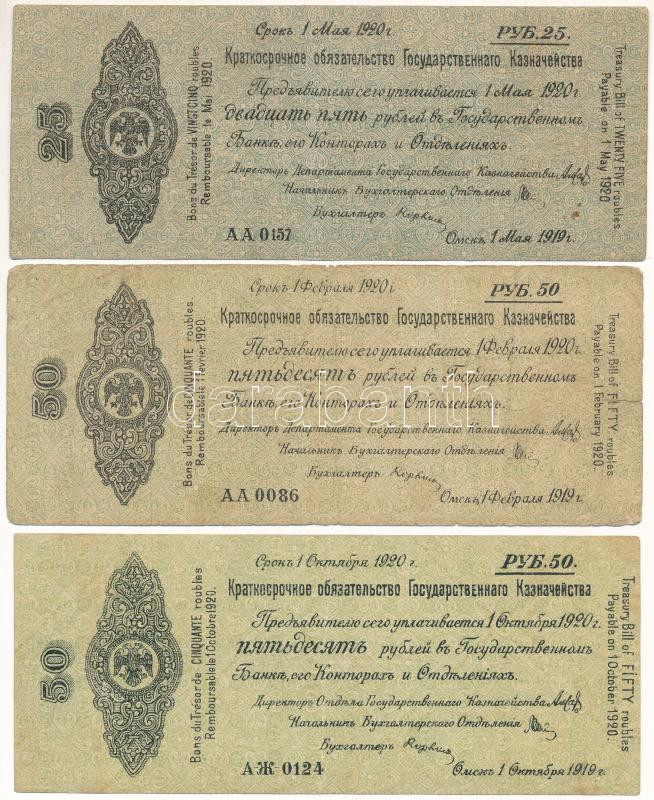 Срокъ 1 Мая 1920 г.
РУБ. 25.
Краткосрочное обязательство Государственнаго Казначейства
Предъявителю сего уплачивается 1 Мая 1920 г.
двадцать пять рублей въ Государственномъ
Банкѣ, его Конторахъ и Отдѣленіяхъ.
Директоръ Департамента Государственнаго Казначейства
Начальникъ Бухгалтерскаго Отдѣленія
Бухгалтеръ
АА 0157
Омскъ, 1 Мая 1919 г.
25
Bons du Trésor de VINGTCINQ roubles
Remboursable le Mai 1920.
Treasury Bill of TWENTY FIVE roubles
Payable on 1 May 1920
Срокъ 1 Февраля 1920 г.
РУБ. 50
Краткосрочное обязательство Государственнаго Казначейства
Предъявителю сего уплачивается 1 Февраля 1920 г.
пятьдесятъ рублей въ Государственномъ
Банкѣ, его Конторахъ и Отдѣленіяхъ.
Директоръ Департамента Государственнаго Казначейства
Начальникъ Бухгалтерскаго Отдѣленія
Бухгалтеръ
АА 0086
Омскъ, 1 Февраля 1919 г.
50
Bons du Trésor de CINQUANTE roubles
Remboursable le 1 Fevrier 1920.
Treasury Bill of FIFTY roubles
Payable on 1 February 1920.
darabanth
Срокъ 1 Октября 1920 г.
РУБ. 50.
Краткосрочное обязательство Государственнаго Казначейства
Предъявителю сего уплачивается 1 Октября 1920 г.
пятьдесятъ рублей въ Государственномъ
Банкѣ, его Конторахъ и Отдѣленіяхъ.
Директоръ Отдѣла Государственнаго Казначейства
Начальникъ Бухгалтерскаго Отдѣленія
Бухгалтеръ
АЖ-0124
Омскъ 1 Октября 1919 г.
50
Bons du Trésor de CINQUANTE roubles
Remboursable le 1 Octobre 1920.
Treasury Bill of FIFTY roubles
Payable on 1 October 1920.